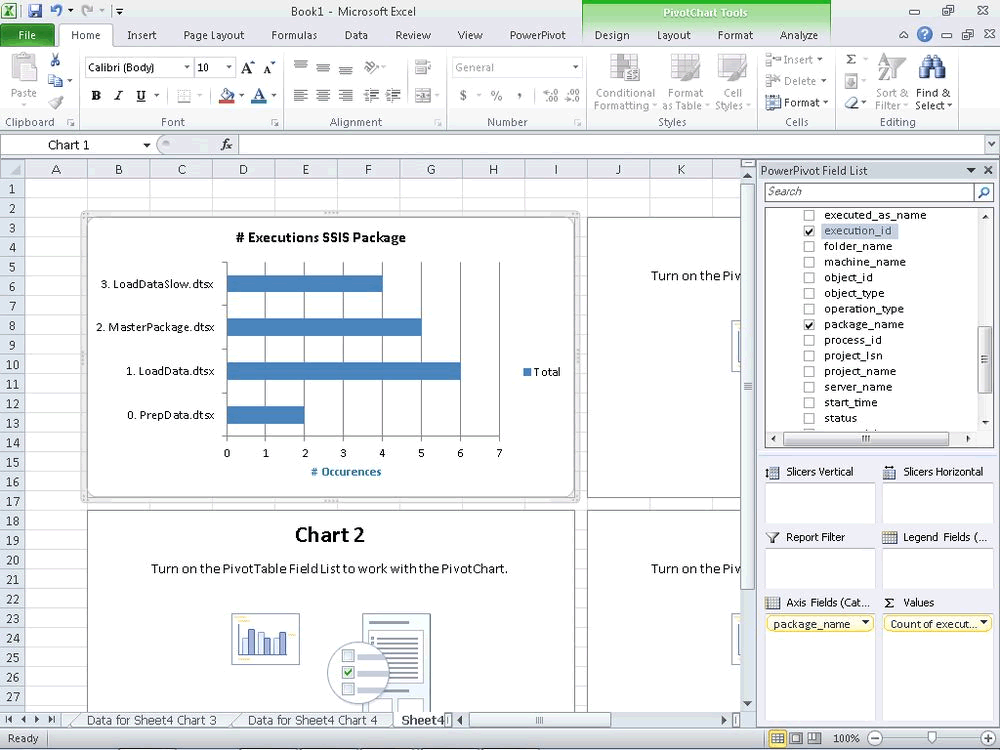 Book1 - Microsoft Excel
PivotChart Tools
File Home Insert Page Layout Formulas Data Review View PowerPivot Design Layout Format Analyze
Calibri (Body) 10
General
Paste
B I U
$ % ,
Conditional Formatting
Format as Table
Cell Styles
Insert
Delete
Format
Sort & Filter
Find & Select
Clipboard Font Alignment Number Styles Cells Editing
Chart 1 fx
PowerPivot Field List
Search
A B C D E F G H I J K
1
2
3
4
5
6
7
8
9
10
11
12
13
14
15
16
17
18
19
20
21
22
23
24
25
26
27
# Executions SSIS Package
3. LoadDataSlow.dtsx
2. MasterPackage.dtsx
1. LoadData.dtsx
0. PrepData.dtsx
0 1 2 3 4 5 6 7
# Occurences
Total
Turn on the Piv
Chart 2
Turn on the PivotTable Field List to work with the PivotChart.
Turn on the Piv
executed_as_name
execution_id
folder_name
machine_name
object_id
object_type
operation_type
package_name
process_id
project_lsn
project_name
server_name
start_time
status
Slicers Vertical Slicers Horizontal
Report Filter Legend Fields (...
Axis Fields (Cat... Σ Values
package_name Count of execut...
Data for Sheet4 Chart 3 Data for Sheet4 Chart 4 Sheet4
Ready 100%